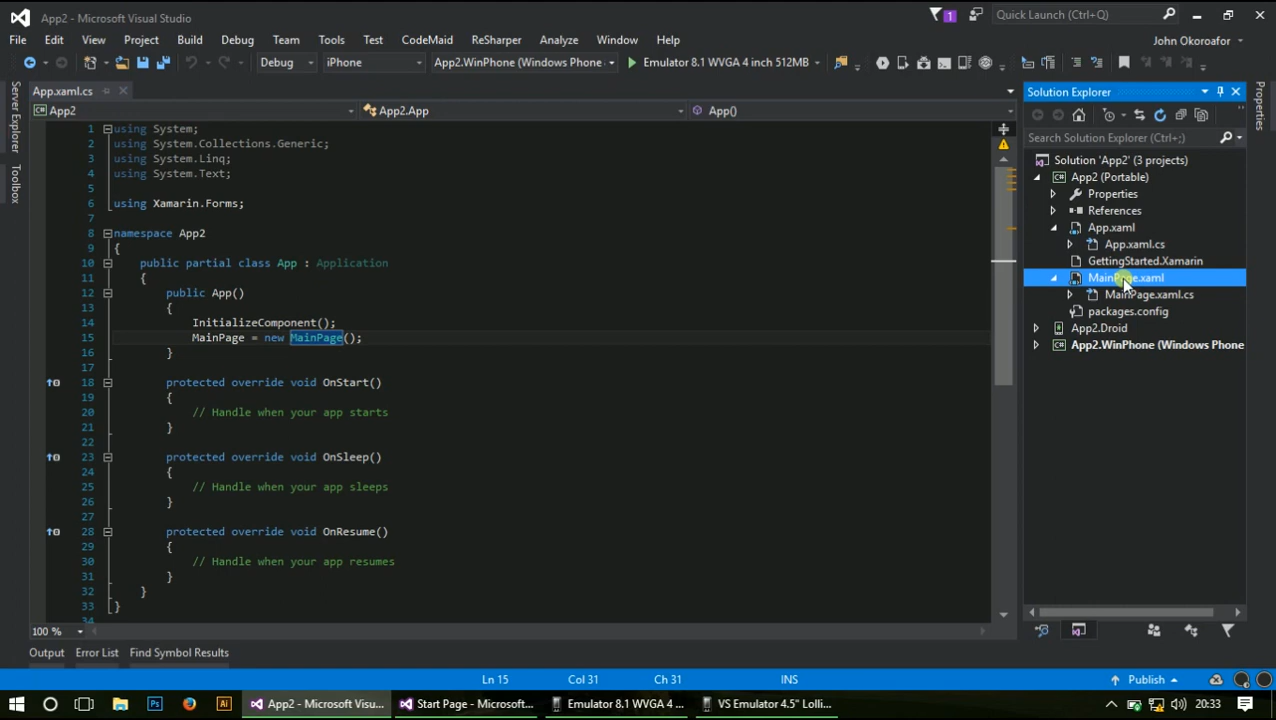 App2 - Microsoft Visual Studio
1
Quick Launch (Ctrl+Q)
File Edit View Project Build Debug Team Tools Test CodeMaid ReSharper Analyze Window Help
John Okoroafor
Debug iPhone App2.WinPhone (Windows Phone Emulator 8.1 WVGA 4 inch 512MB
Server Explorer
Toolbox
App.xaml.cs
App2 App2.App App()
1 using System;
2 using System.Collections.Generic;
3 using System.Linq;
4 using System.Text;
5
6 using Xamarin.Forms;
7
8 namespace App2
9 {
10 public partial class App : Application
11 {
12 public App()
13 {
14 InitializeComponent();
15 MainPage = new MainPage();
16 }
17
18 protected override void OnStart()
19 {
20 // Handle when your app starts
21 }
22
23 protected override void OnSleep()
24 {
25 // Handle when your app sleeps
26 }
27
28 protected override void OnResume()
29 {
30 // Handle when your app resumes
31 }
32 }
33 }
34
100 %
Solution Explorer
Search Solution Explorer (Ctrl+;)
Solution 'App2' (3 projects)
App2 (Portable)
Properties
References
App.xaml
App.xaml.cs
GettingStarted.Xamarin
MainPage.xaml
MainPage.xaml.cs
packages.config
App2.Droid
App2.WinPhone (Windows Phone
Properties
Output Error List Find Symbol Results
Ln 15 Col 31 Ch 31 INS Publish
App2 - Microsoft Visu... Start Page - Microsoft... Emulator 8.1 WVGA 4 ... VS Emulator 4.5" Lolli... 20:33